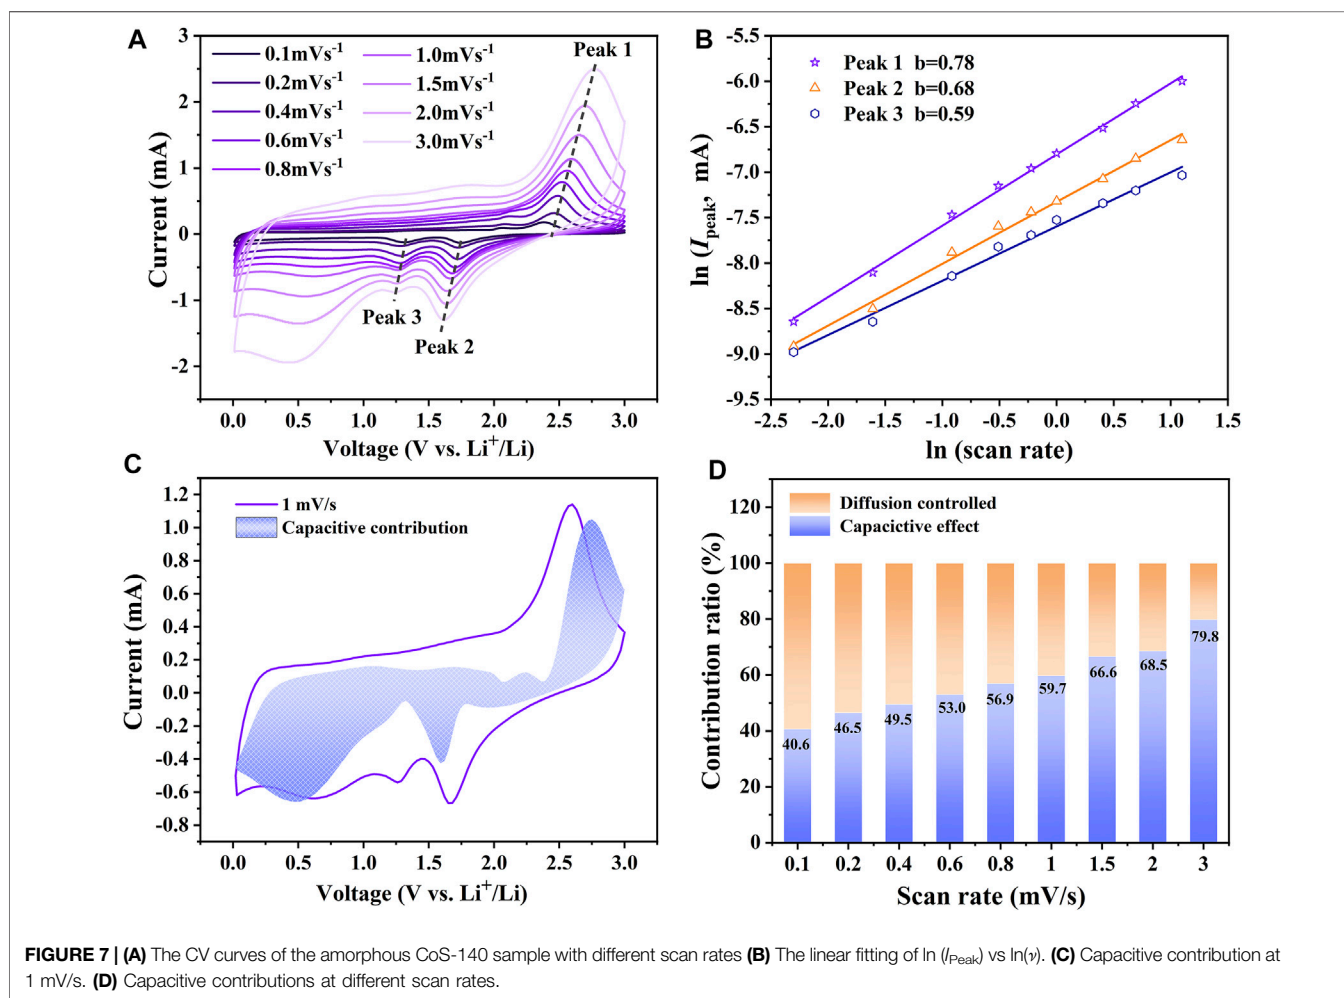 A
3
2
1
0
-1
-2
Current (mA)
0.1mVs⁻¹
0.2mVs⁻¹
0.4mVs⁻¹
0.6mVs⁻¹
0.8mVs⁻¹
1.0mVs⁻¹
1.5mVs⁻¹
2.0mVs⁻¹
3.0mVs⁻¹
Peak 1
Peak 3
Peak 2
0.0 0.5 1.0 1.5 2.0 2.5 3.0
Voltage (V vs. Li⁺/Li)
B
-5.5
-6.0
-6.5
-7.0
-7.5
-8.0
-8.5
-9.0
-9.5
ln (Ipeak, mA)
Peak 1 b=0.78
Peak 2 b=0.68
Peak 3 b=0.59
-2.5 -2.0 -1.5 -1.0 -0.5 0.0 0.5 1.0 1.5
ln (scan rate)
C
1.2
1.0
0.8
0.6
0.4
0.2
0.0
-0.2
-0.4
-0.6
-0.8
Current (mA)
1 mV/s
Capacitive contribution
0.0 0.5 1.0 1.5 2.0 2.5 3.0
Voltage (V vs. Li⁺/Li)
D
120
100
80
60
40
20
0
Contribution ratio (%)
Diffusion controlled
Capacictive effect
40.6 46.5 49.5 53.0 56.9 59.7 66.6 68.5 79.8
0.1 0.2 0.4 0.6 0.8 1 1.5 2 3
Scan rate (mV/s)
FIGURE 7 | (A) The CV curves of the amorphous CoS-140 sample with different scan rates (B) The linear fitting of ln (IPeak) vs ln(ν). (C) Capacitive contribution at
1 mV/s. (D) Capacitive contributions at different scan rates.